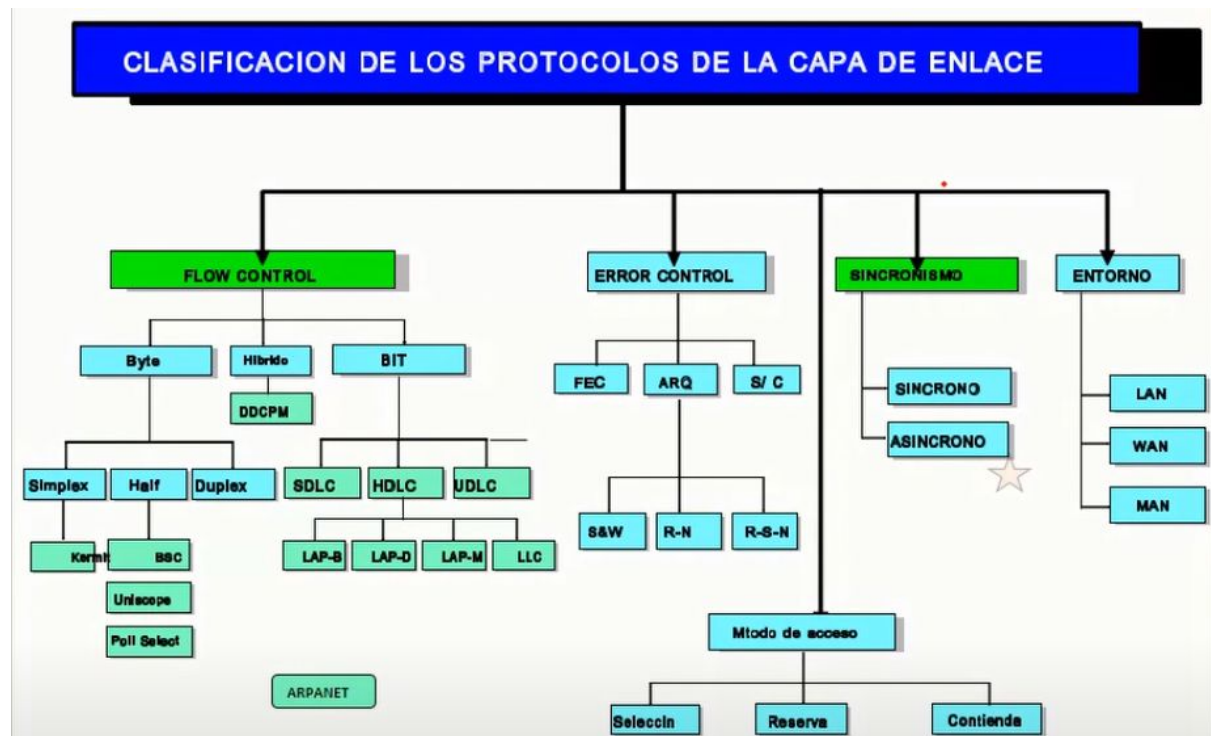 CLASIFICACION DE LOS PROTOCOLOS DE LA CAPA DE ENLACE
FLOW CONTROL
ERROR CONTROL
SINCRONISMO
ENTORNO
Byte
Hibrido
BIT
DDCPM
FEC
ARQ
S/ C
SINCRONO
ASINCRONO
LAN
WAN
MAN
Simplex
Half
Duplex
SDLC
HDLC
UDLC
Kermit
BSC
Uniscope
Poll Select
LAP-B
LAP-D
LAP-M
LLC
S&W
R-N
R-S-N
Mtodo de acceso
ARPANET
Seleccin
Reserva
Contienda